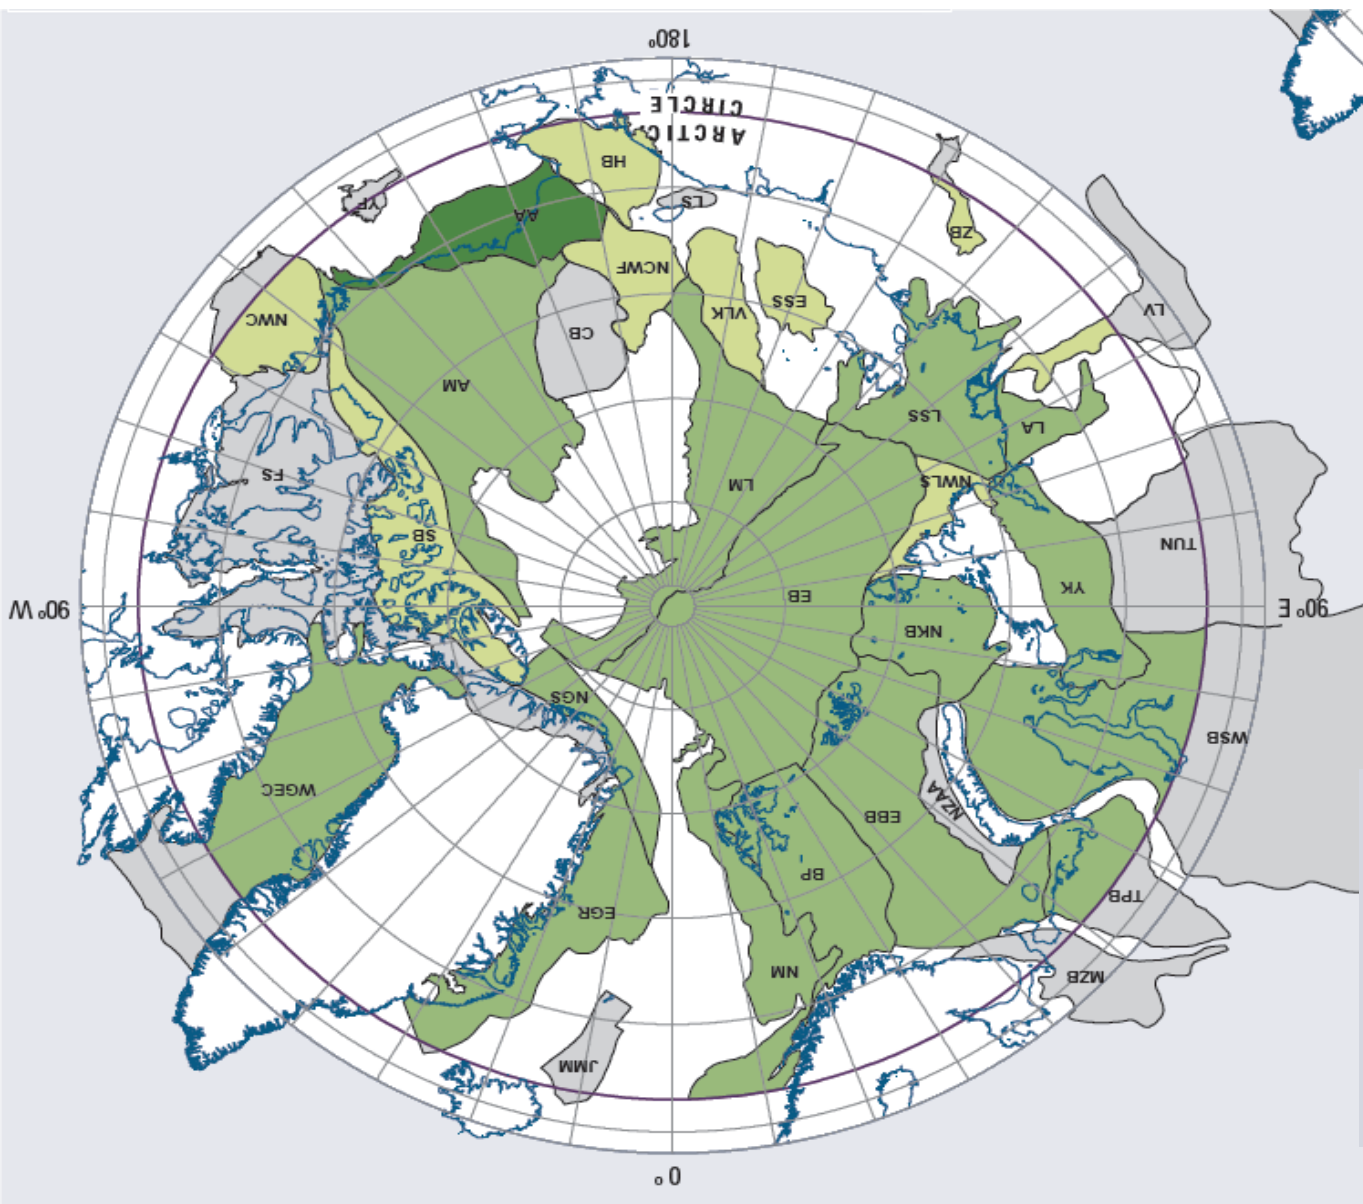 180°
ARCTIC
CIRCLE
HB
LS
YF
AA
ZB
NCWF
NWC
CB
VLK
ESS
LV
AM
LSS
LA
FS
LM
NWLS
SB
TUN
EB
YK
90° W
90° E
NKB
NGS
WSB
WGEC
NZAA
EBB
BP
TPB
EGR
NM
MZB
JMM
0°